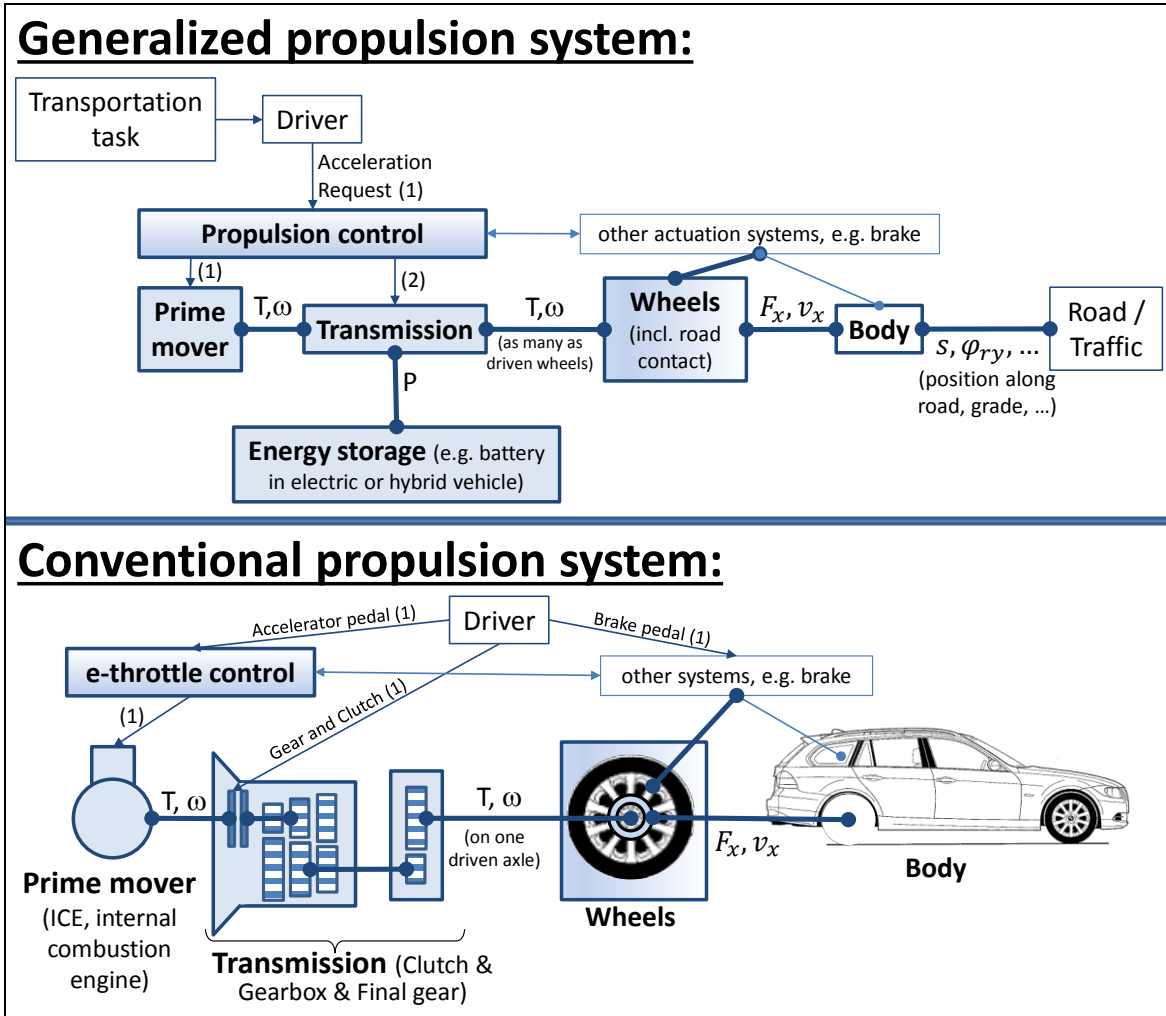 Generalized propulsion system:
Transportation
task
Driver
Acceleration
Request (1)
Propulsion control
other actuation systems, e.g. brake
(1)
(2)
Prime
mover
T,ω
Transmission
T,ω
(as many as
driven wheels)
Wheels
(incl. road
contact)
Fₓ, vₓ
Body
s, φ_ry, ...
(position along
road, grade, ...)
Road /
Traffic
P
Energy storage (e.g. battery
in electric or hybrid vehicle)
Conventional propulsion system:
Accelerator pedal (1)
Driver
Brake pedal (1)
e-throttle control
other systems, e.g. brake
(1)
Gear and Clutch (1)
T, ω
T, ω
(on one
driven axle)
Fₓ, vₓ
Prime mover
(ICE, internal
combustion
engine)
Transmission (Clutch &
Gearbox & Final gear)
Wheels
Body